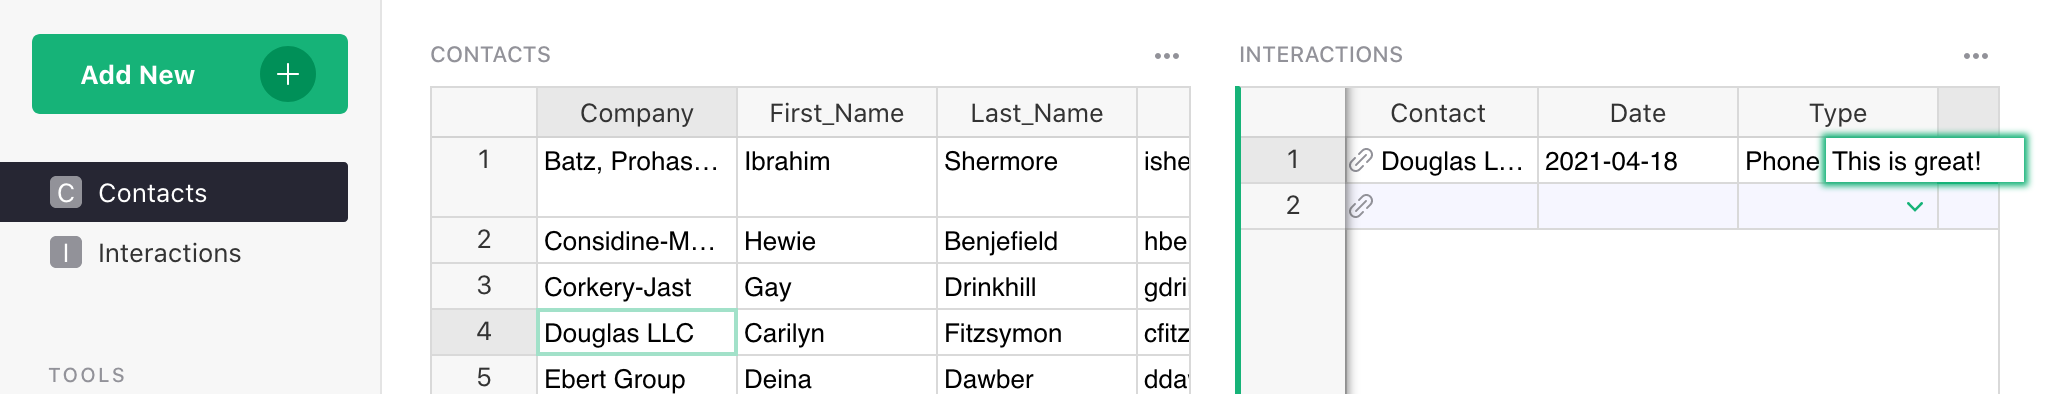 Add New
C Contacts
I Interactions
TOOLS
CONTACTS
Company First_Name Last_Name
1 Batz, Prohas… Ibrahim Shermore ishe
2 Considine-M… Hewie Benjefield hbe
3 Corkery-Jast Gay Drinkhill gdri
4 Douglas LLC Carilyn Fitzsymon cfitz
5 Ebert Group Deina Dawber dda
INTERACTIONS
Contact Date Type
1 Douglas L… 2021-04-18 Phone This is great!
2